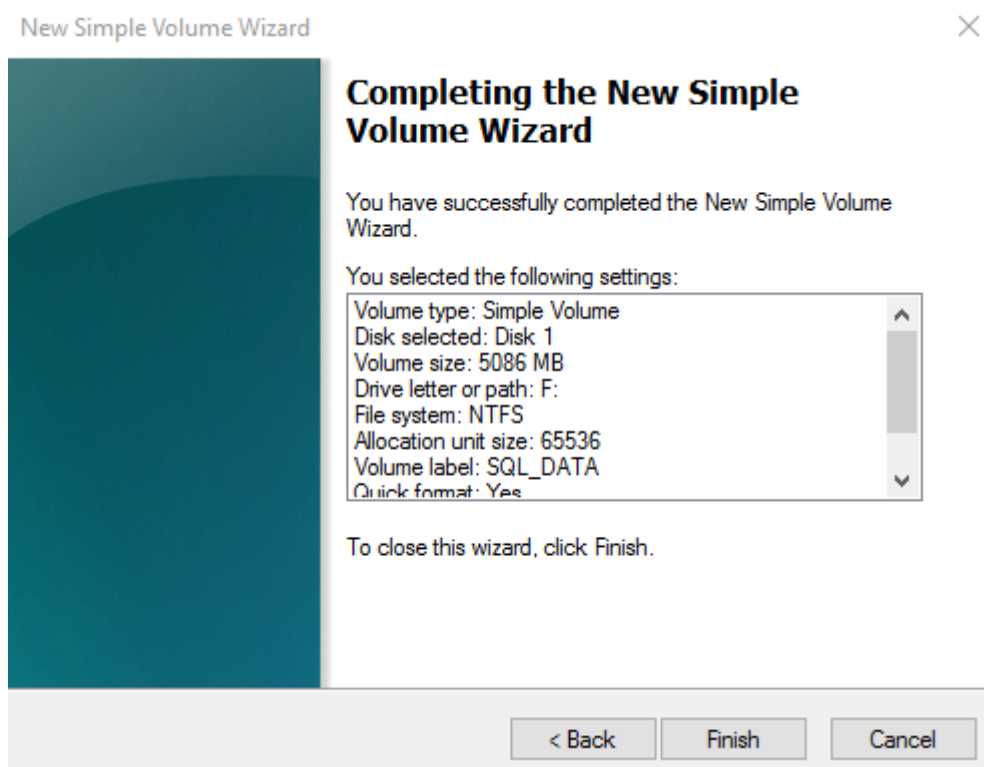 New Simple Volume Wizard
Completing the New Simple
Volume Wizard
You have successfully completed the New Simple Volume
Wizard.
You selected the following settings:
Volume type: Simple Volume
Disk selected: Disk 1
Volume size: 5086 MB
Drive letter or path: F:
File system: NTFS
Allocation unit size: 65536
Volume label: SQL_DATA
Quick format: Yes
To close this wizard, click Finish.
< Back
Finish
Cancel